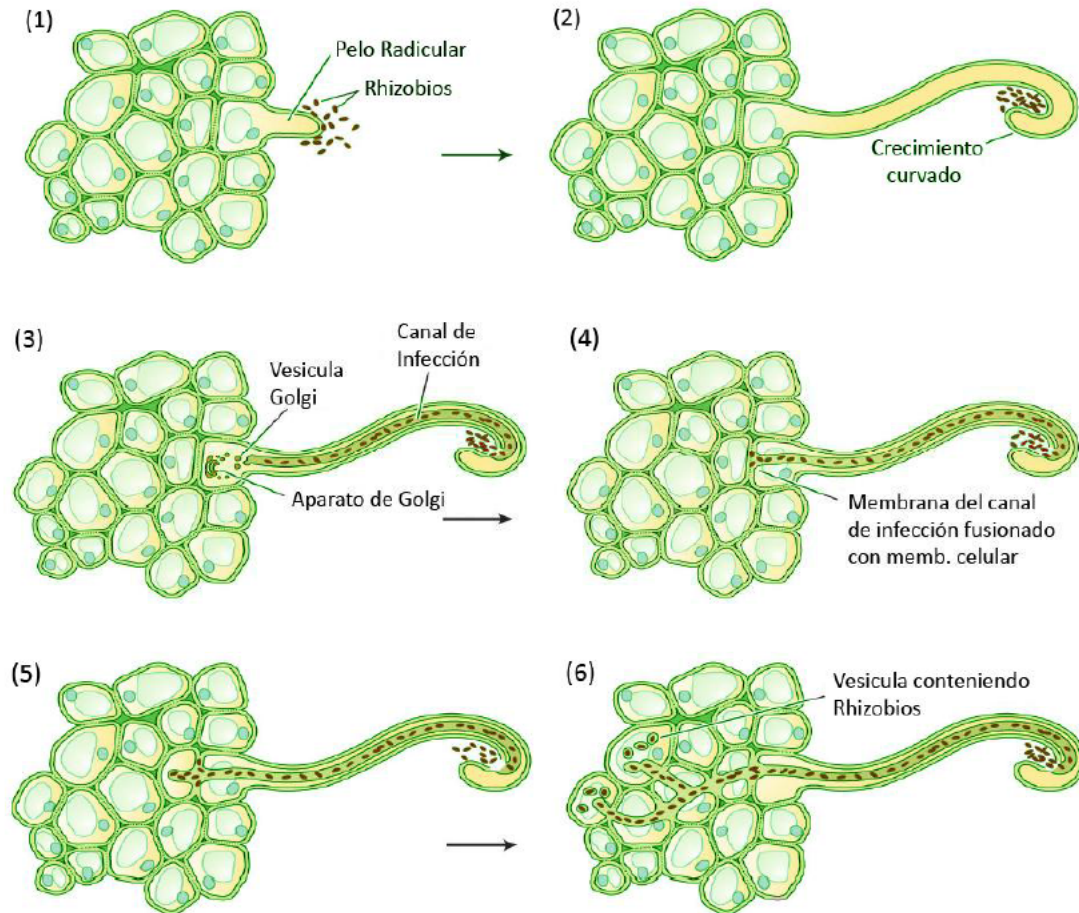 (1)
Pelo Radicular
Rhizobios
(2)
Crecimiento
curvado
(3)
Vesicula
Golgi
Canal de
Infección
Aparato de Golgi
(4)
Membrana del canal
de infección fusionado
con memb. celular
(5)
(6)
Vesicula conteniendo
Rhizobios